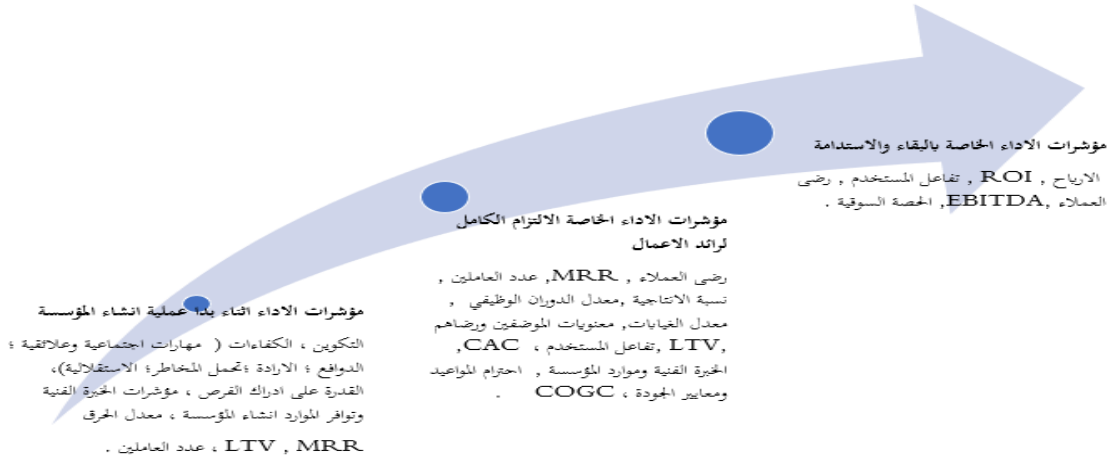 مؤشرات الاداء الخاصة بالبقاء والاستدامة
الارباح , ROI , تفاعل المستخدم , رضى
العملاء ,EBITDA, الحصة السوقية .
مؤشرات الاداء الخاصة الالتزام الكامل
لرائد الاعمال
رضى العملاء , MRR, عدد العاملين ,
نسبة الانتاجية ,معدل الدوران الوظيفي ,
معدل الغيابات, معنويات الموضفين ورضاهم
,LTV ,تفاعل المستخدم ، CAC,
الخبرة الفنية وموارد المؤسسة , احترام المواعيد
ومعايير الجودة ، COGC .
مؤشرات الاداء اثناء بدا عملية انشاء المؤسسة
التكوين ، الكفاءات ( مهارات اجتماعية وعلائقية ؛
الدوافع ؛ الارادة ؛تحمل المخاطر؛ الاستقلالية)،
القدرة على ادراك الفرص ، مؤشرات الخبرة الفنية
وتوافر الموارد انشاء المؤسسة ، معدل الحرق
LTV , MRR ، عدد العاملين .